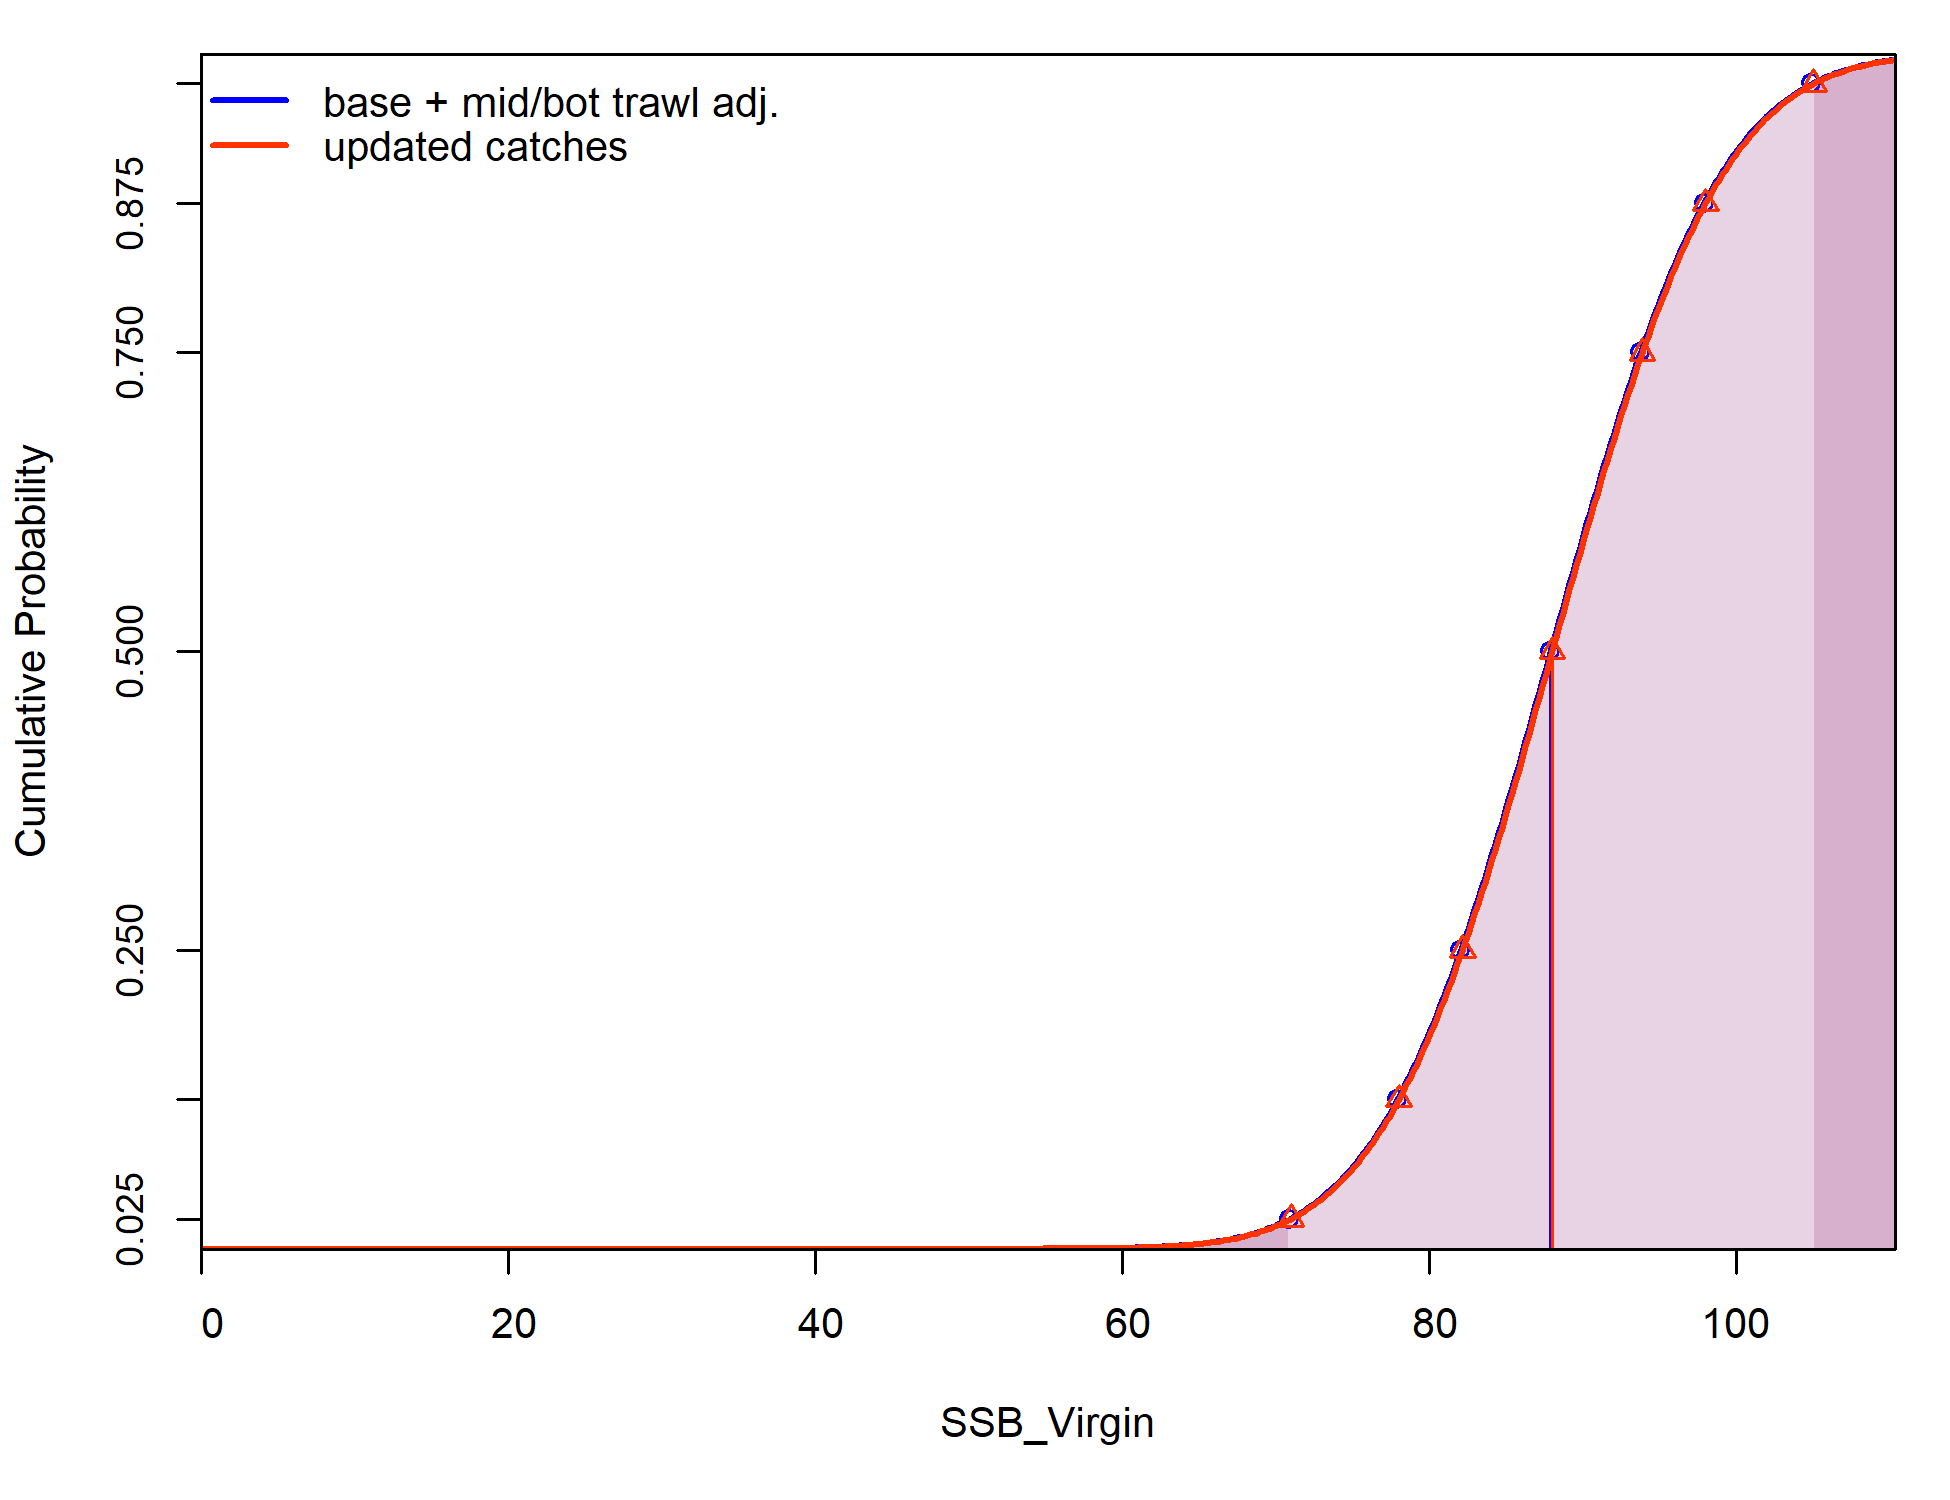 base + mid/bot trawl adj.
updated catches
Cumulative Probability
0.875
0.750
0.500
0.250
0.025
0 20 40 60 80 100
SSB_Virgin